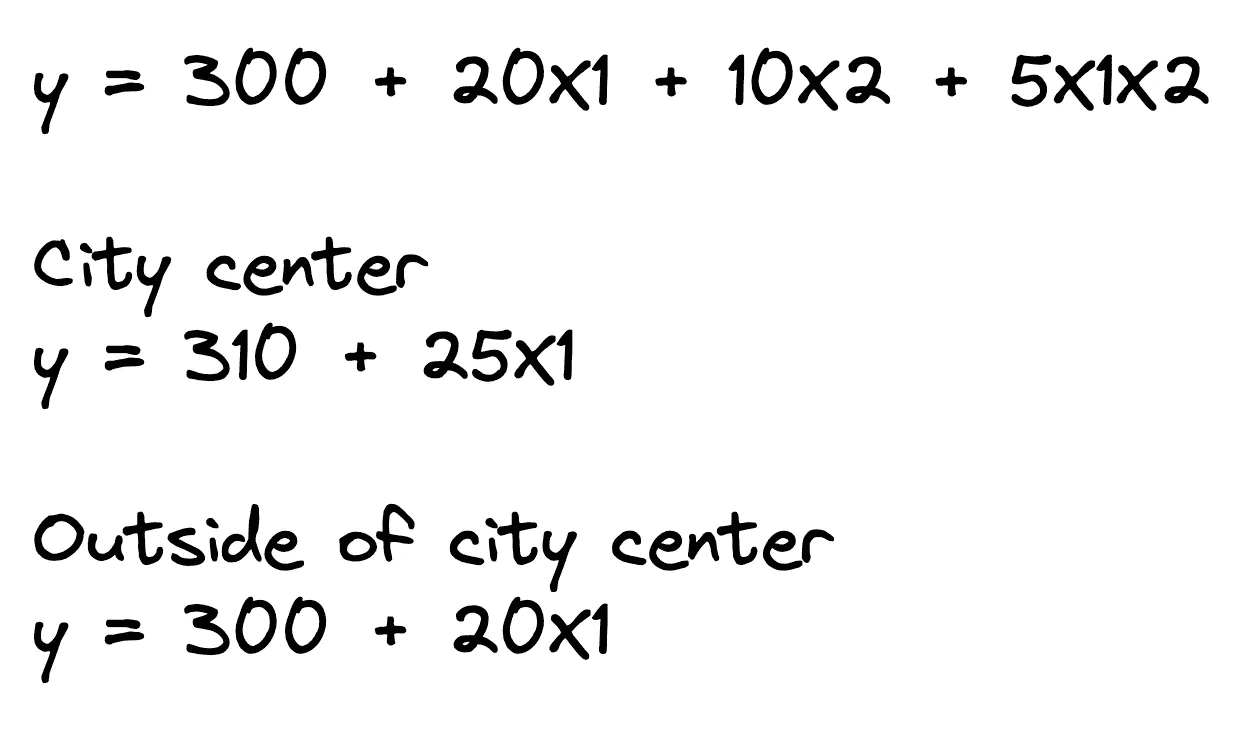 y = 300 + 20x1 + 10x2 + 5x1x2
City center
y = 310 + 25x1
Outside of city center
y = 300 + 20x1